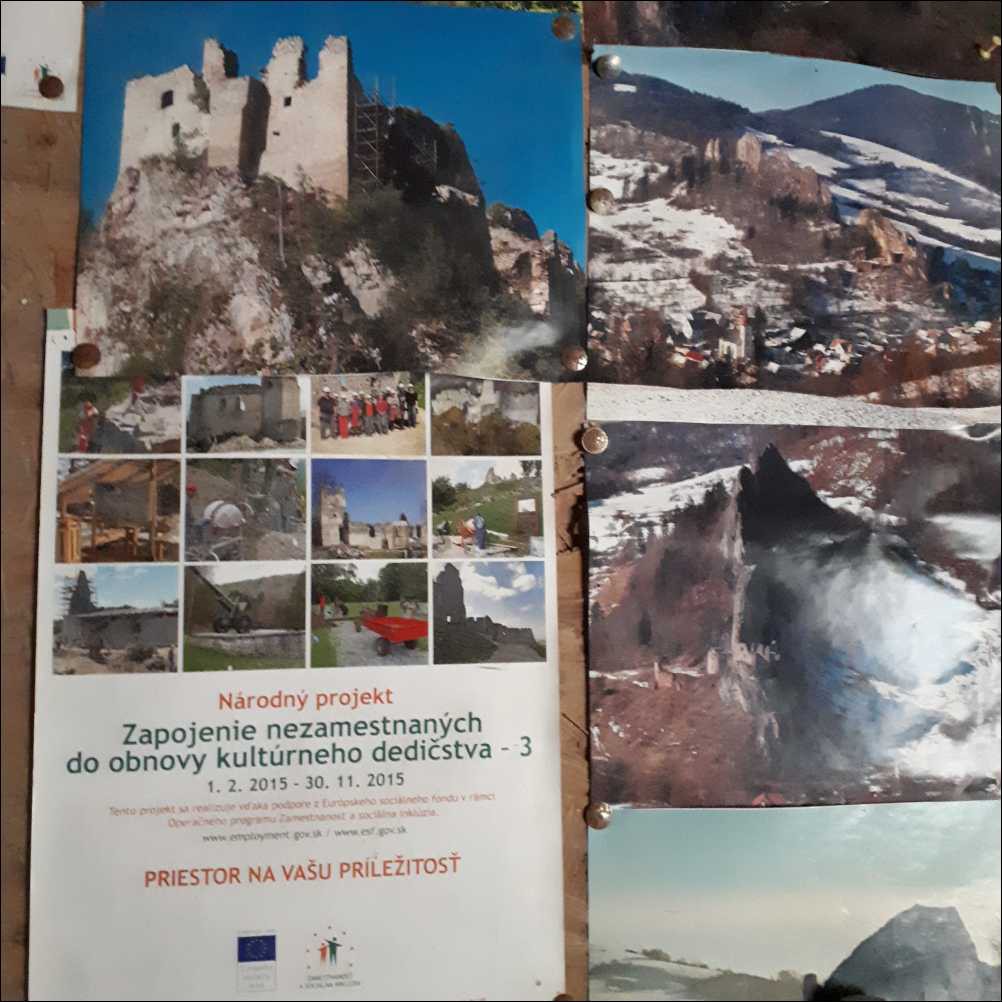 Národný projekt
Zapojenie nezamestnaných
do obnovy kultúrneho dedičstva - 3
1. 2. 2015 - 30. 11. 2015
Tento projekt sa realizuje vďaka podpore z Európskeho sociálneho fondu v rámci
Operačného programu Zamestnanosť a sociálna inklúzia.
www.employment.gov.sk / www.esf.gov.sk
PRIESTOR NA VAŠU PRÍLEŽITOSŤ
ZAMESTNANOSŤ
A SOCIÁLNA INKLÚZIA